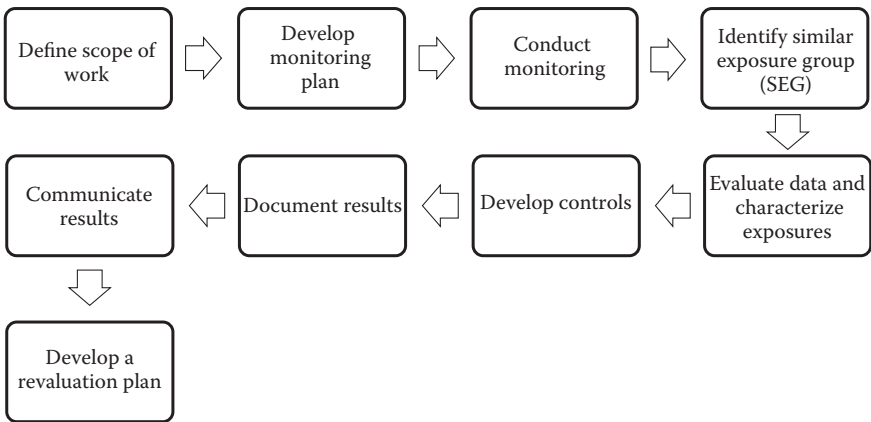 Define scope of
work
Develop
monitoring
plan
Conduct
monitoring
Identify similar
exposure group
(SEG)
Evaluate data and
characterize
exposures
Develop controls
Document results
Communicate
results
Develop a
revaluation plan